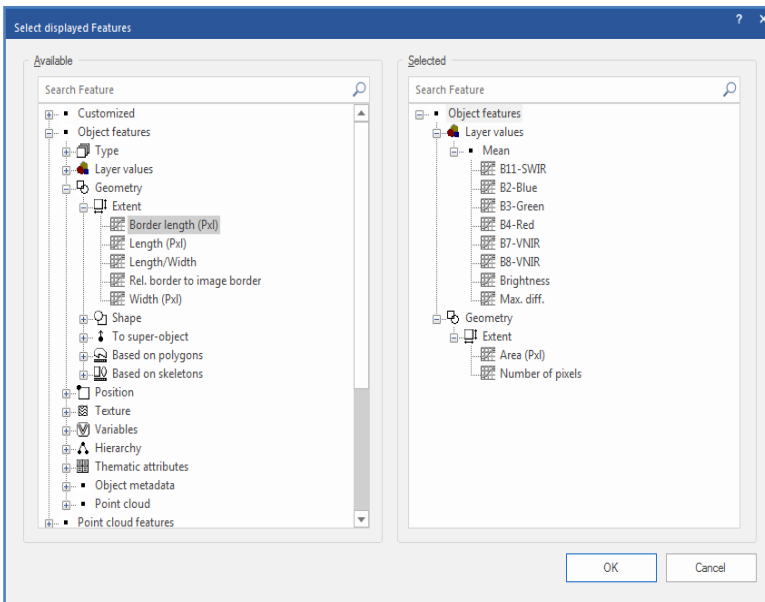 Select displayed Features
?
Available
Search Feature
Customized
Object features
Type
Layer values
Geometry
Extent
Border length (Pxl)
Length (Pxl)
Length/Width
Rel. border to image border
Width (Pxl)
Shape
To super-object
Based on polygons
Based on skeletons
Position
Texture
Variables
Hierarchy
Thematic attributes
Object metadata
Point cloud
Point cloud features
Selected
Search Feature
Object features
Layer values
Mean
B11-SWIR
B2-Blue
B3-Green
B4-Red
B7-VNIR
B8-VNIR
Brightness
Max. diff.
Geometry
Extent
Area (Pxl)
Number of pixels
OK
Cancel